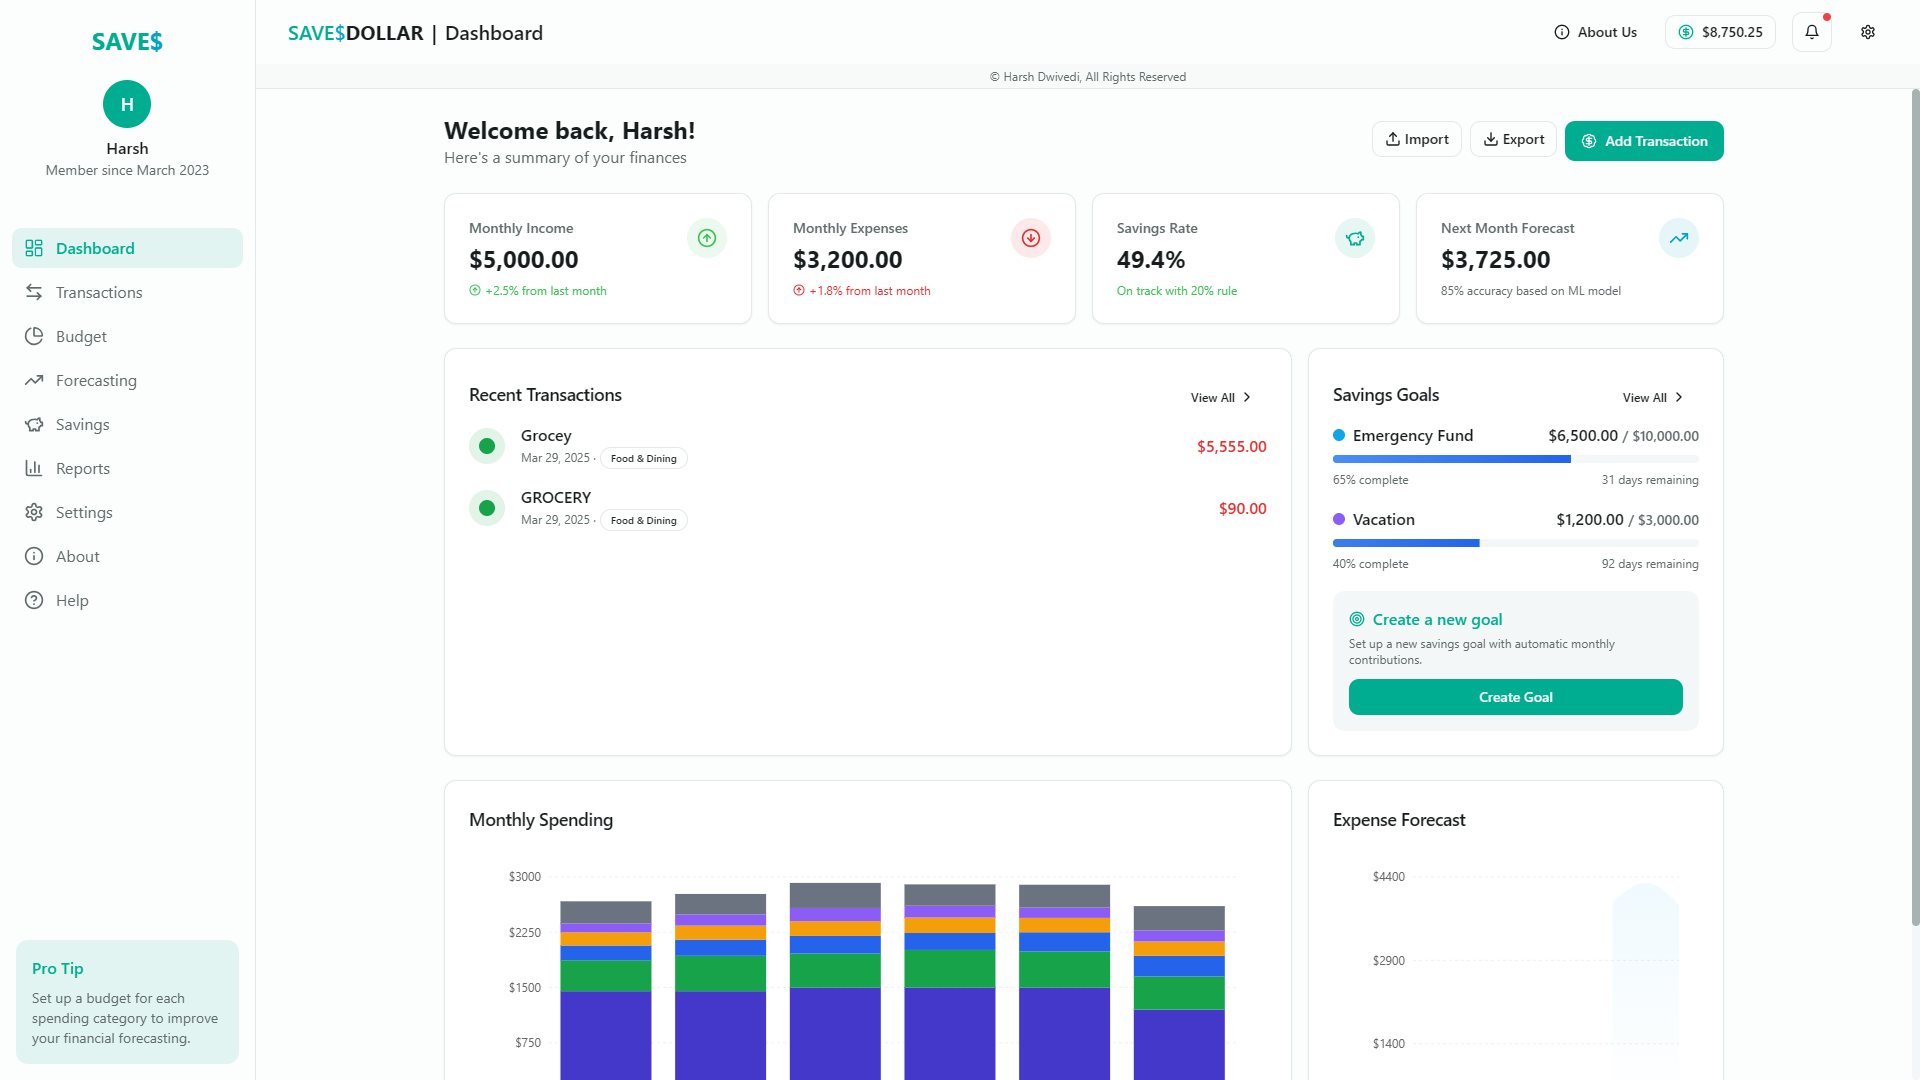 SAVE$
H
Harsh
Member since March 2023
Dashboard
Transactions
Budget
Forecasting
Savings
Reports
Settings
About
Help
Pro Tip
Set up a budget for each
spending category to improve
your financial forecasting.
SAVE$DOLLAR | Dashboard
About Us
$8,750.25
© Harsh Dwivedi, All Rights Reserved
Welcome back, Harsh!
Here's a summary of your finances
Import
Export
Add Transaction
Monthly Income
$5,000.00
+2.5% from last month
Monthly Expenses
$3,200.00
+1.8% from last month
Savings Rate
49.4%
On track with 20% rule
Next Month Forecast
$3,725.00
85% accuracy based on ML model
Recent Transactions
View All
Grocey
Mar 29, 2025 · Food & Dining
$5,555.00
GROCERY
Mar 29, 2025 · Food & Dining
$90.00
Savings Goals
View All
Emergency Fund
$6,500.00 / $10,000.00
65% complete
31 days remaining
Vacation
$1,200.00 / $3,000.00
40% complete
92 days remaining
Create a new goal
Set up a new savings goal with automatic monthly
contributions.
Create Goal
Monthly Spending
$3000
$2250
$1500
$750
Expense Forecast
$4400
$2900
$1400